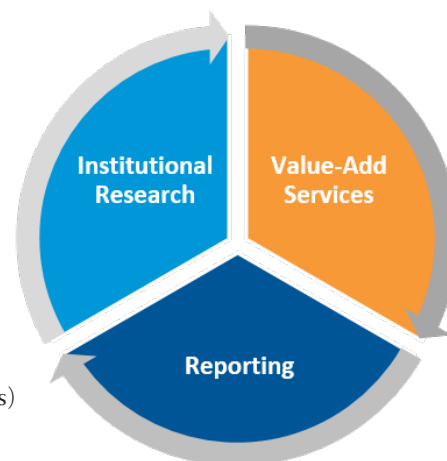 Institutional
Research
Value-Add
Services
Reporting
s)